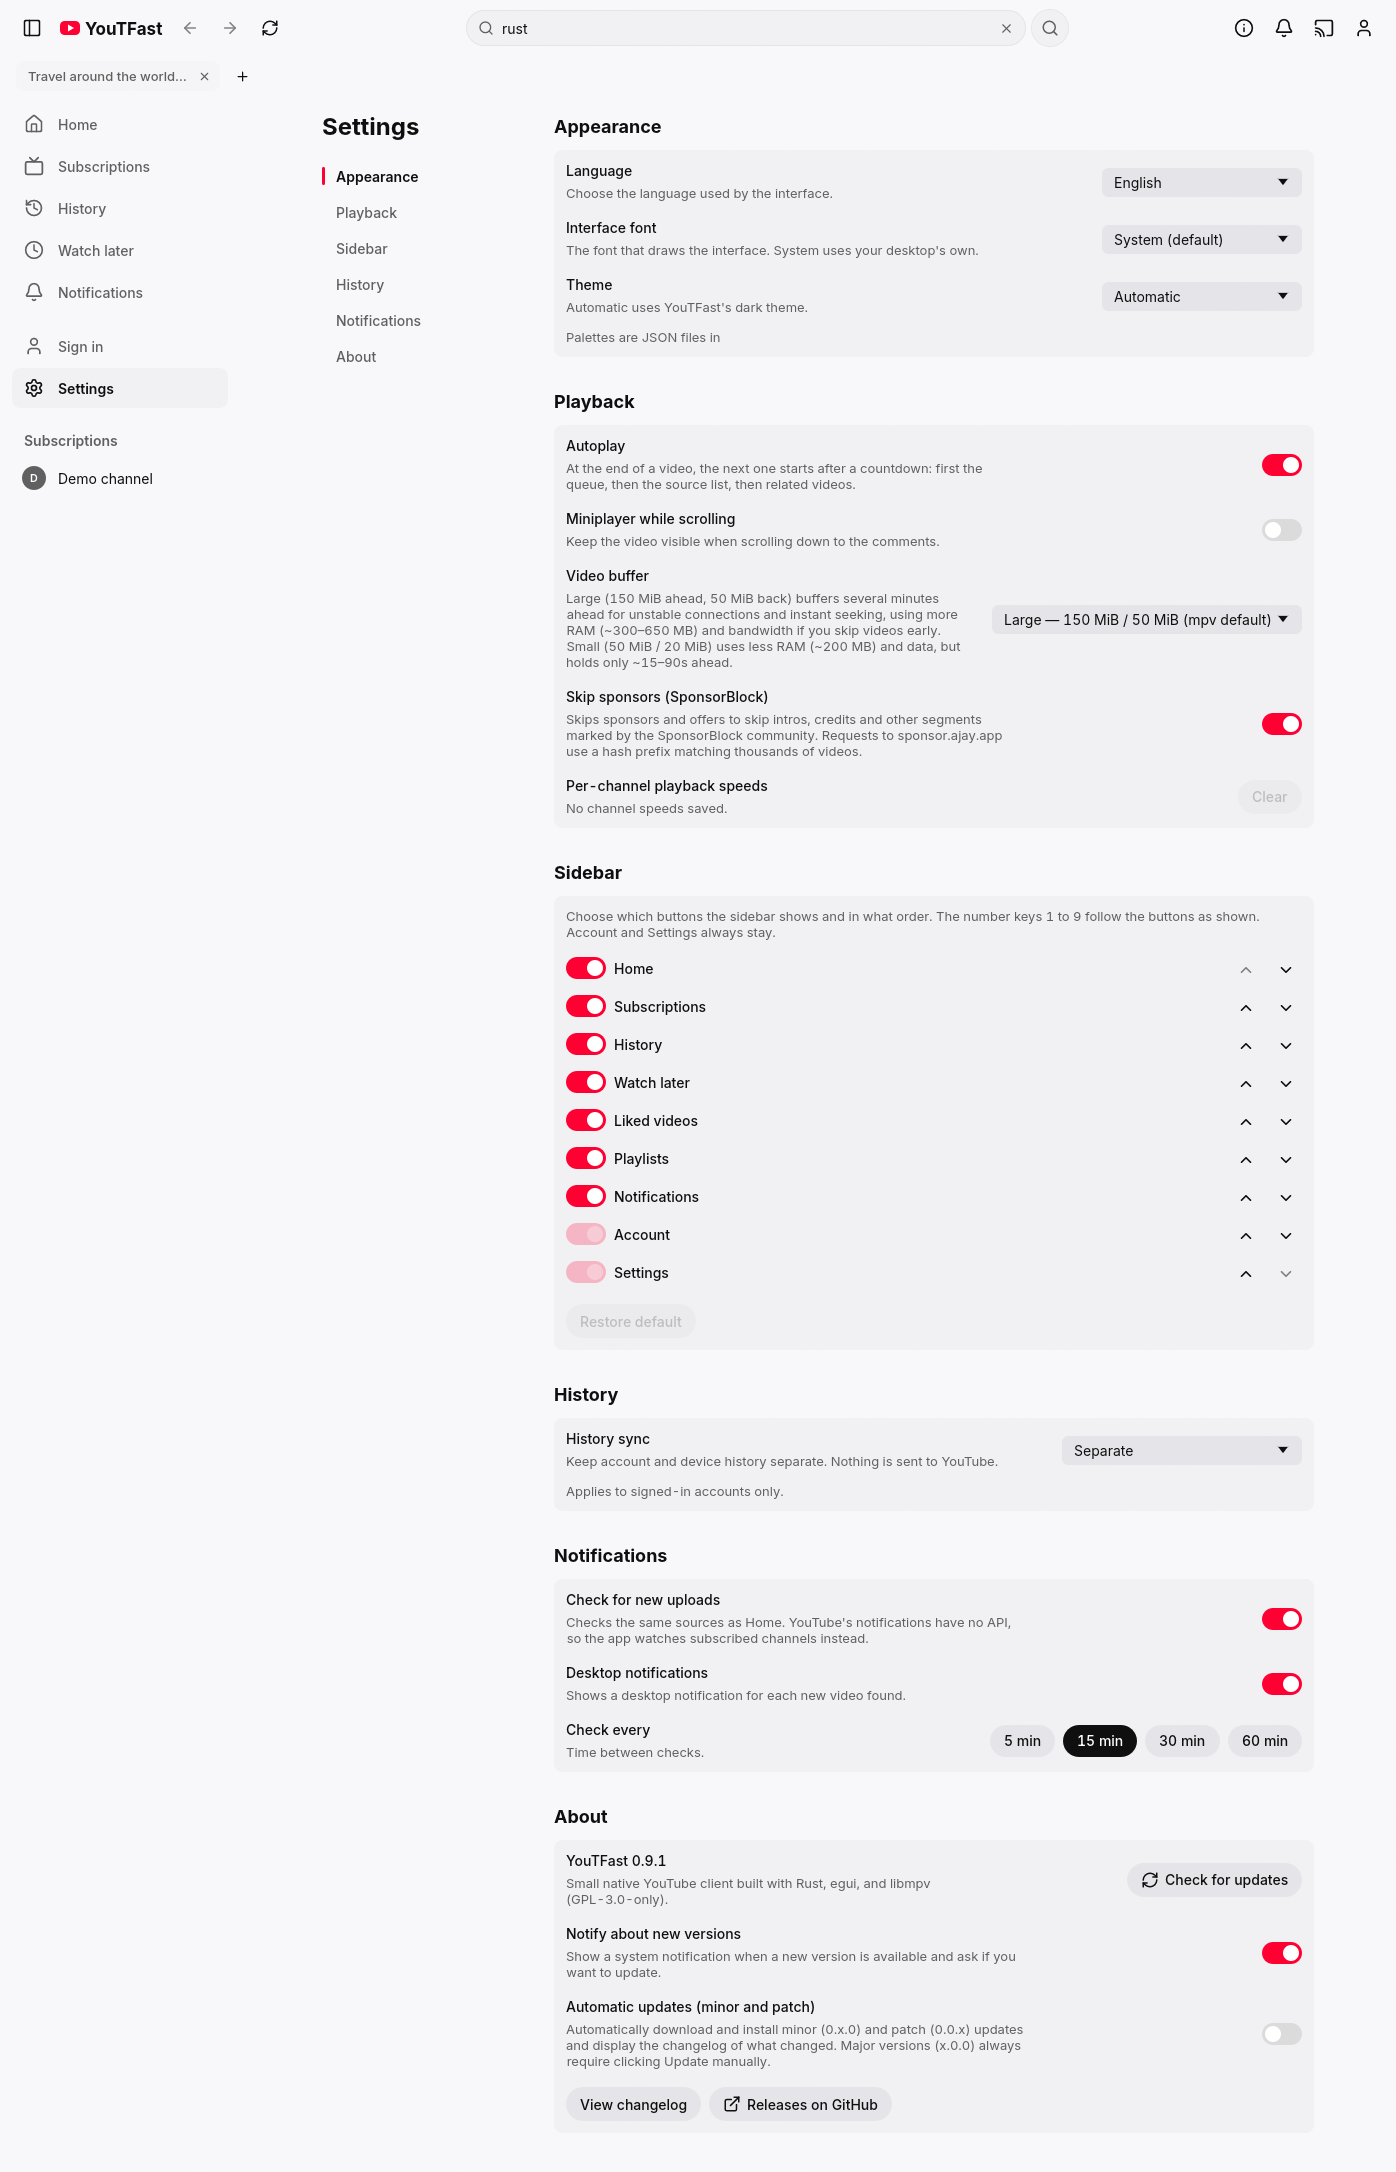 YouTFast
rust
Travel around the world...
Home
Subscriptions
History
Watch later
Notifications
Sign in
Settings
Subscriptions
D
Demo channel
Settings
Appearance
Playback
Sidebar
History
Notifications
About
Appearance
Language
Choose the language used by the interface.
English
Interface font
The font that draws the interface. System uses your desktop's own.
System (default)
Theme
Automatic uses YouTFast's dark theme.
Automatic
Palettes are JSON files in
Playback
Autoplay
At the end of a video, the next one starts after a countdown: first the
queue, then the source list, then related videos.
Miniplayer while scrolling
Keep the video visible when scrolling down to the comments.
Video buffer
Large (150 MiB ahead, 50 MiB back) buffers several minutes
ahead for unstable connections and instant seeking, using more
RAM (~300–650 MB) and bandwidth if you skip videos early.
Small (50 MiB / 20 MiB) uses less RAM (~200 MB) and data, but
holds only ~15–90s ahead.
Large — 150 MiB / 50 MiB (mpv default)
Skip sponsors (SponsorBlock)
Skips sponsors and offers to skip intros, credits and other segments
marked by the SponsorBlock community. Requests to sponsor.ajay.app
use a hash prefix matching thousands of videos.
Per-channel playback speeds
No channel speeds saved.
Clear
Sidebar
Choose which buttons the sidebar shows and in what order. The number keys 1 to 9 follow the buttons as shown.
Account and Settings always stay.
Home
Subscriptions
History
Watch later
Liked videos
Playlists
Notifications
Account
Settings
Restore default
History
History sync
Keep account and device history separate. Nothing is sent to YouTube.
Separate
Applies to signed-in accounts only.
Notifications
Check for new uploads
Checks the same sources as Home. YouTube's notifications have no API,
so the app watches subscribed channels instead.
Desktop notifications
Shows a desktop notification for each new video found.
Check every
Time between checks.
5 min
15 min
30 min
60 min
About
YouTFast 0.9.1
Small native YouTube client built with Rust, egui, and libmpv
(GPL-3.0-only).
Check for updates
Notify about new versions
Show a system notification when a new version is available and ask if you
want to update.
Automatic updates (minor and patch)
Automatically download and install minor (0.x.0) and patch (0.0.x) updates
and display the changelog of what changed. Major versions (x.0.0) always
require clicking Update manually.
View changelog
Releases on GitHub